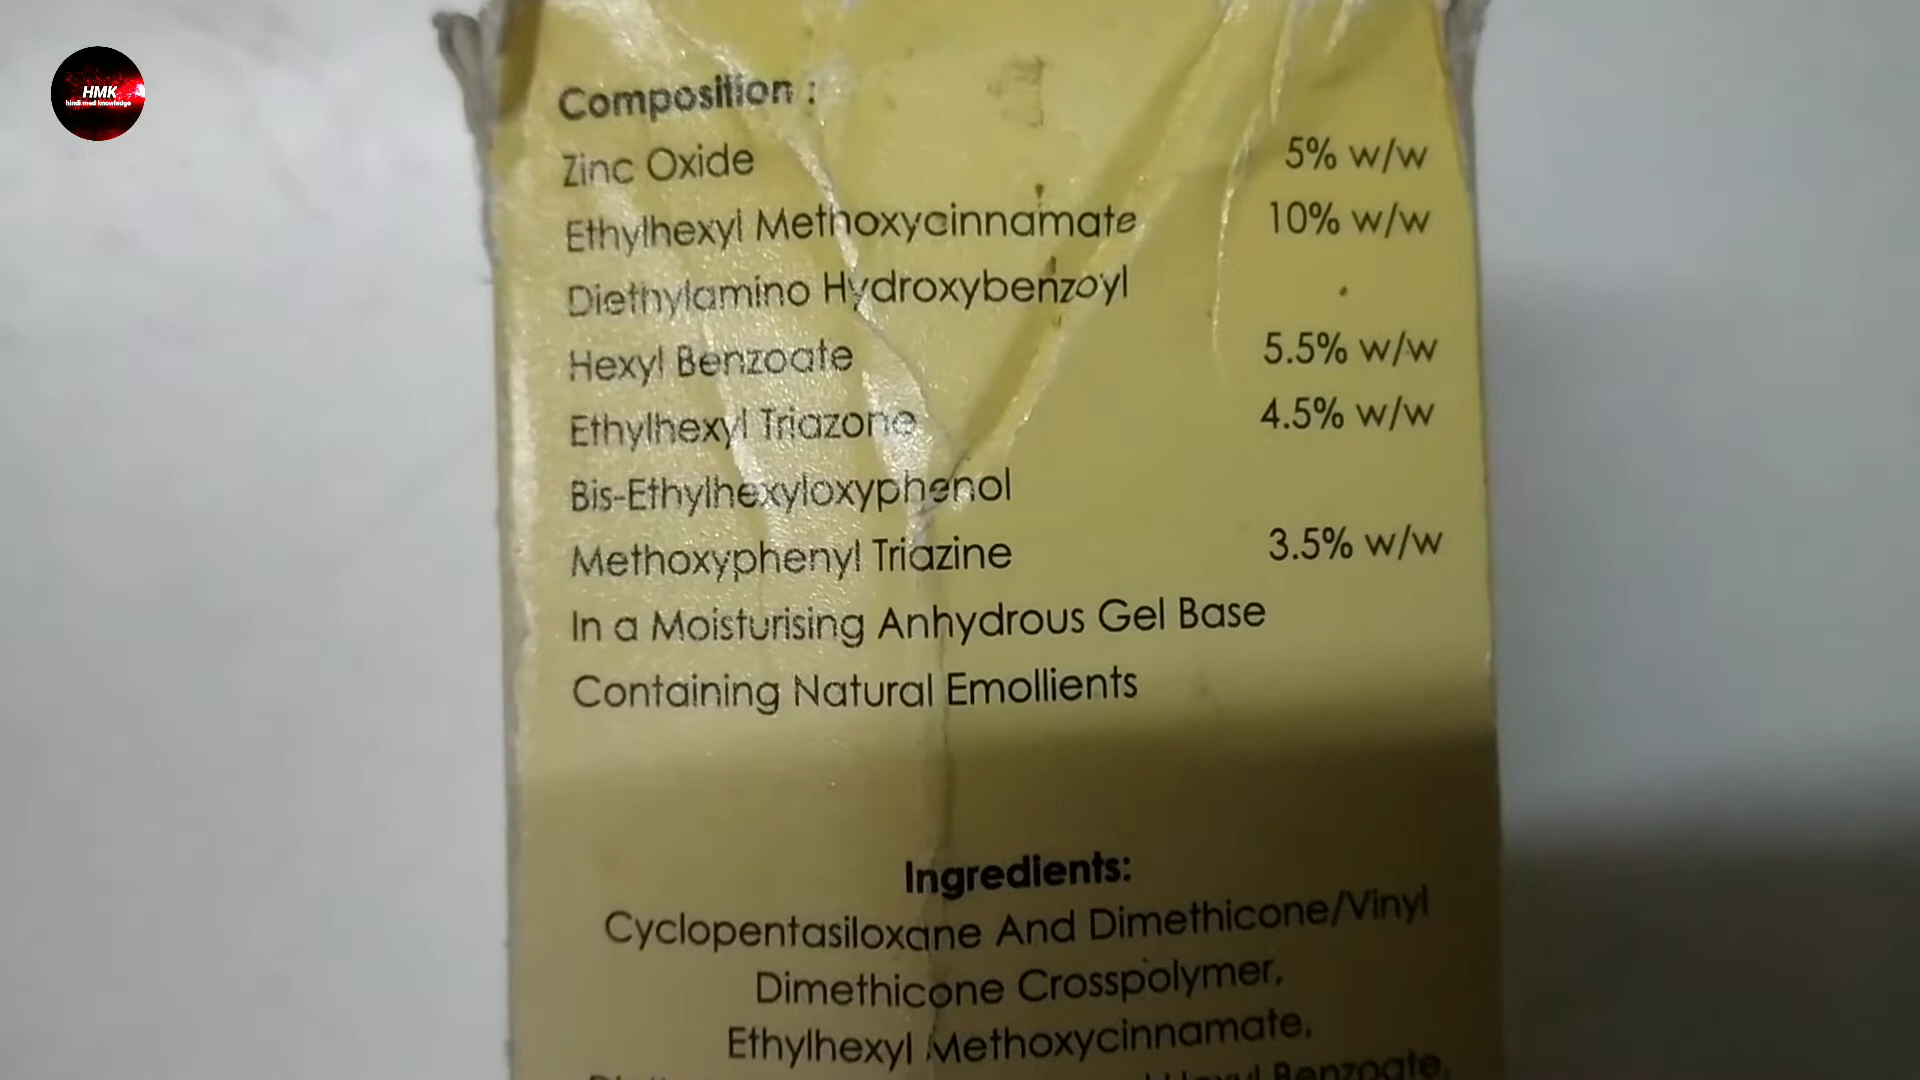 HMK
hindi med knowledge
Composition :
Zinc Oxide 5% w/w
Ethylhexyl Methoxycinnamate 10% w/w
Diethylamino Hydroxybenzoyl
Hexyl Benzoate 5.5% w/w
Ethylhexyl Triazone 4.5% w/w
Bis-Ethylhexyloxyphenol
Methoxyphenyl Triazine 3.5% w/w
In a Moisturising Anhydrous Gel Base
Containing Natural Emollients
Ingredients:
Cyclopentasiloxane And Dimethicone/Vinyl
Dimethicone Crosspolymer,
Ethylhexyl Methoxycinnamate,
Hexyl Benzoate,